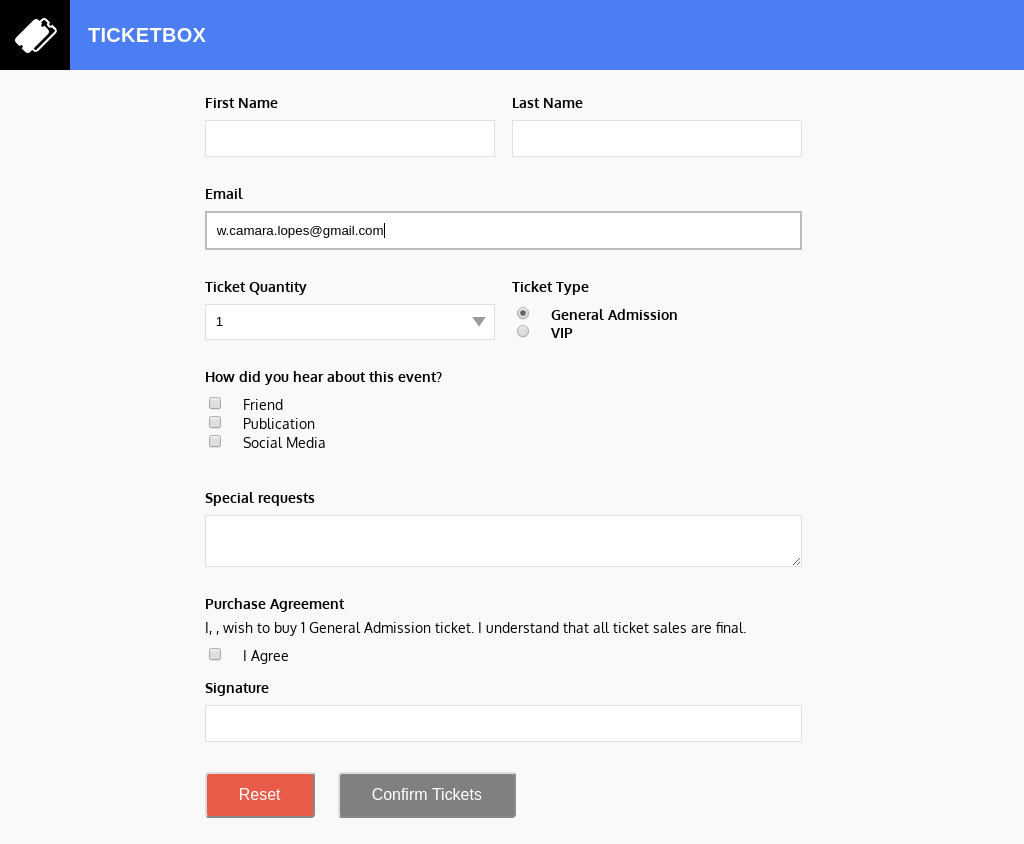 TICKETBOX
First Name
Last Name
Email
w.camara.lopes@gmail.com
Ticket Quantity
Ticket Type
1
General Admission
VIP
How did you hear about this event?
Friend
Publication
Social Media
Special requests
Purchase Agreement
I, , wish to buy 1 General Admission ticket. I understand that all ticket sales are final.
I Agree
Signature
Reset
Confirm Tickets